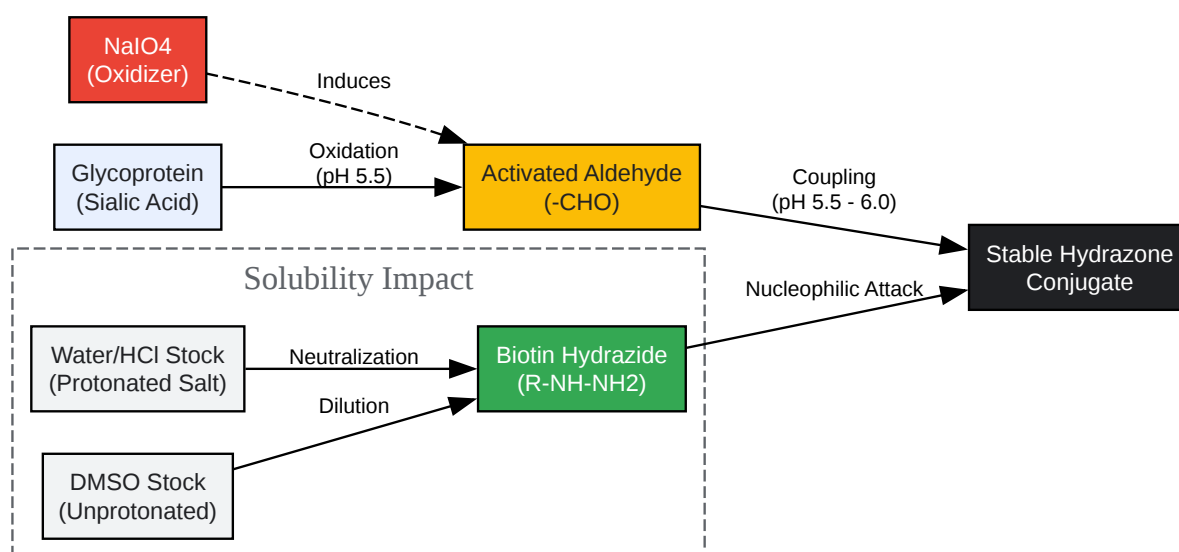 NaIO4
(Oxidizer)
Induces
Glycoprotein
(Sialic Acid)
Oxidation
(pH 5.5)
Activated Aldehyde
(-CHO)
Coupling
(pH 5.5 - 6.0)
Stable Hydrazone
Conjugate
Solubility Impact
Water/HCl Stock
(Protonated Salt)
Neutralization
Biotin Hydrazide
(R-NH-NH2)
Nucleophilic Attack
Dilution
DMSO Stock
(Unprotonated)